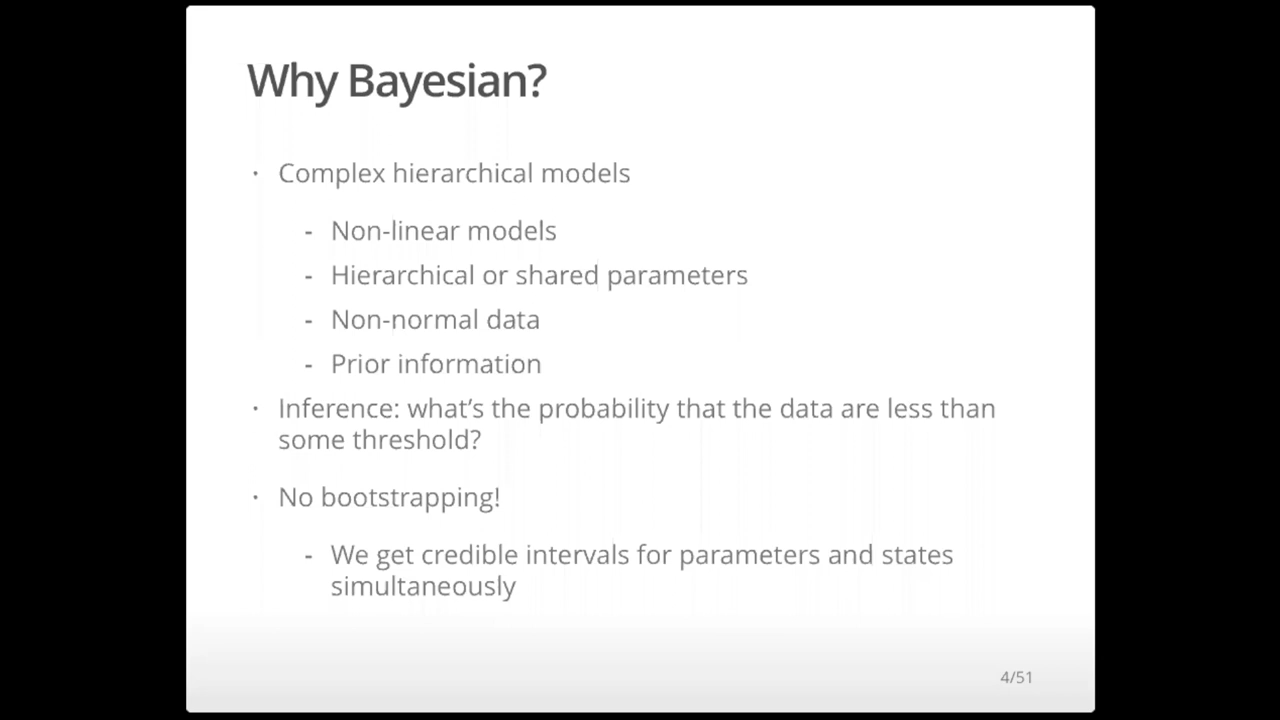 Why Bayesian?
· Complex hierarchical models
- Non-linear models
- Hierarchical or shared parameters
- Non-normal data
- Prior information
· Inference: what’s the probability that the data are less than
some threshold?
· No bootstrapping!
- We get credible intervals for parameters and states
simultaneously
4/51